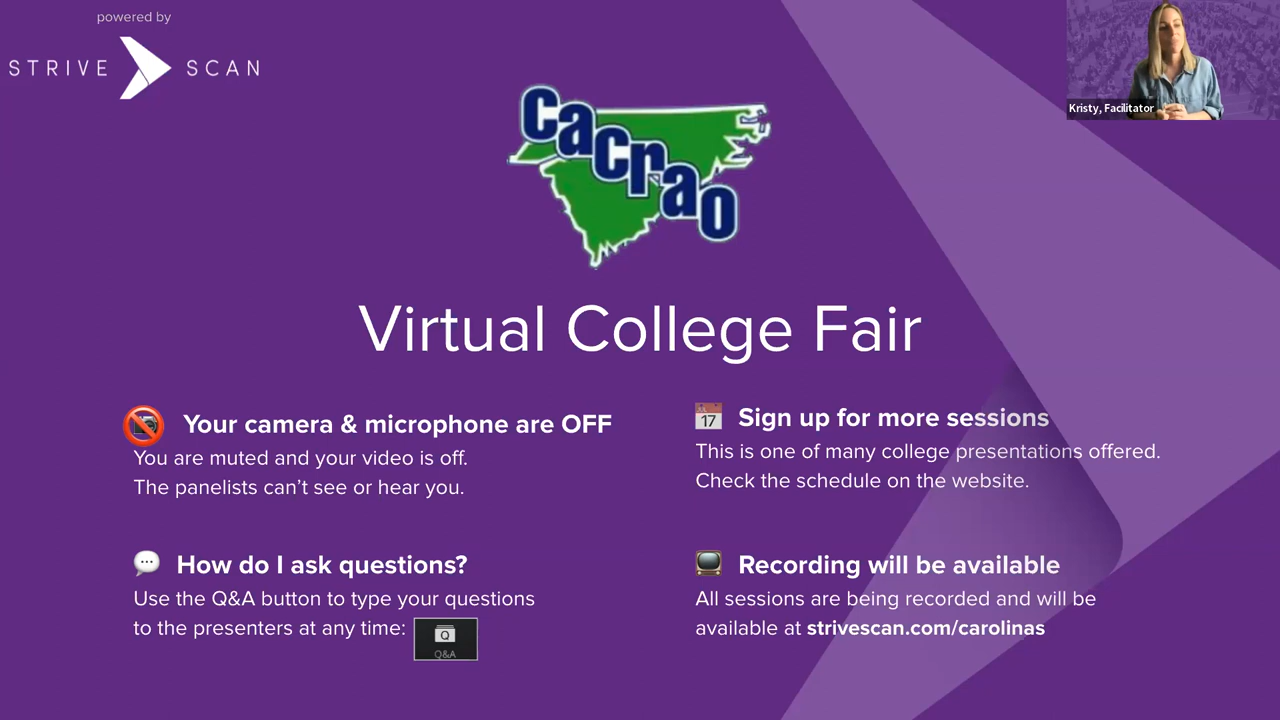 powered by
STRIVE SCAN
Kristy, Facilitator
cacrao
Virtual College Fair
Your camera & microphone are OFF
You are muted and your video is off.
The panelists can’t see or hear you.
17
Sign up for more sessions
This is one of many college presentations offered.
Check the schedule on the website.
How do I ask questions?
Use the Q&A button to type your questions
to the presenters at any time:
Q
Q&A
Recording will be available
All sessions are being recorded and will be
available at strivescan.com/carolinas